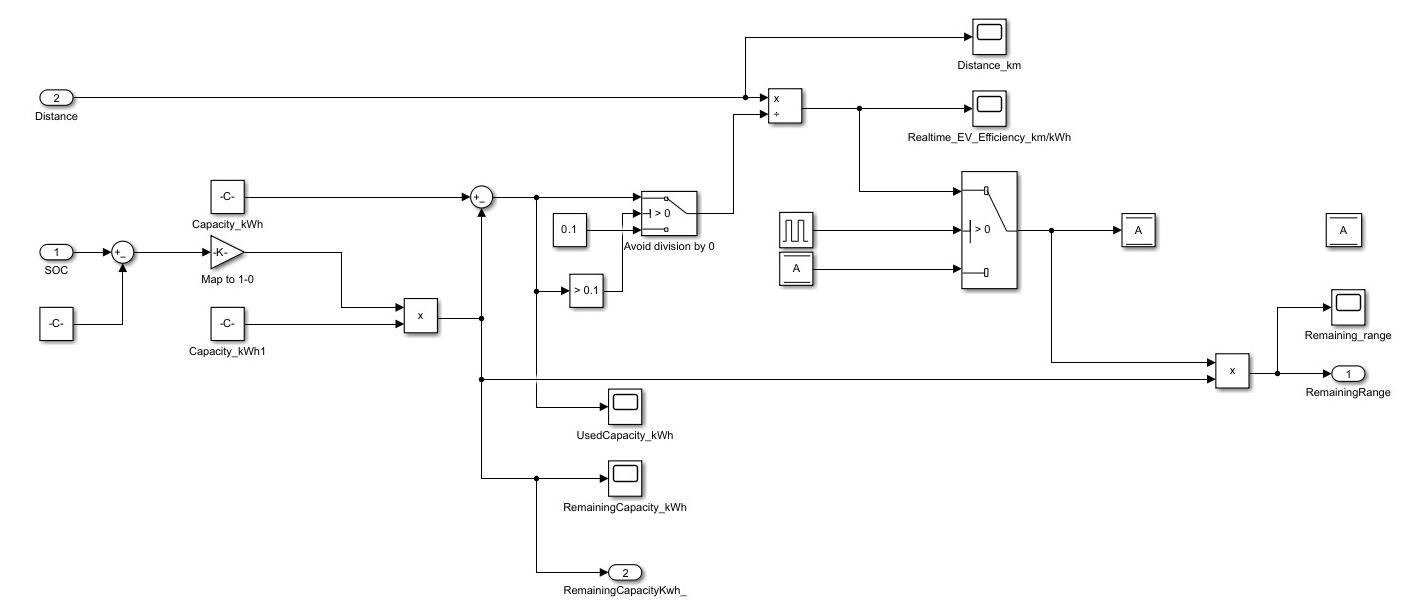 Distance_km
2
Distance
x
÷
Realtime_EV_Efficiency_km/kWh
-C-
Capacity_kWh
+
-
0.1
> 0
Avoid division by 0
> 0
A
A
A
1
SOC
+
-
-K-
Map to 1-0
> 0.1
-C-
-C-
Capacity_kWh1
x
Remaining_range
x
1
RemainingRange
UsedCapacity_kWh
RemainingCapacity_kWh
2
RemainingCapacityKwh_